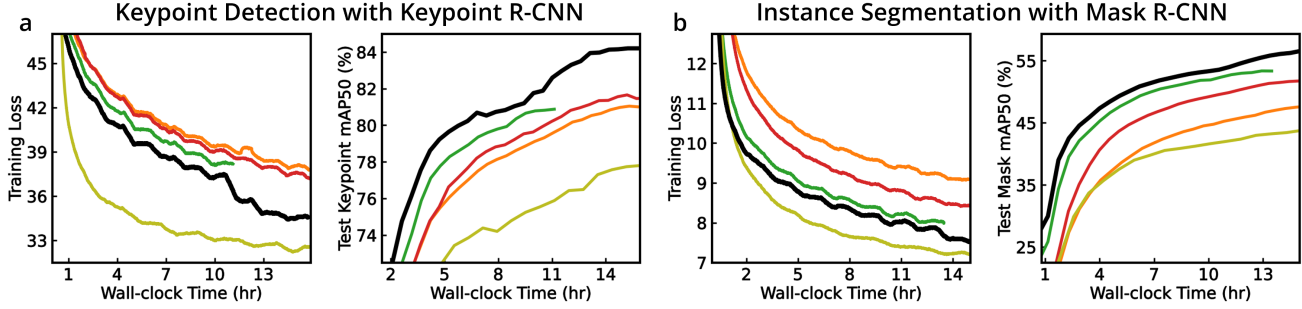 a
Keypoint Detection with Keypoint R-CNN
Training Loss
45
42
39
36
33
1 4 7 10 13
Wall-clock Time (hr)
Test Keypoint mAP50 (%)
84
82
80
78
76
74
2 5 8 11 14
Wall-clock Time (hr)
b
Instance Segmentation with Mask R-CNN
Training Loss
12
11
10
9
8
7
2 5 8 11 14
Wall-clock Time (hr)
Test Mask mAP50 (%)
55
45
35
25
1 4 7 10 13
Wall-clock Time (hr)